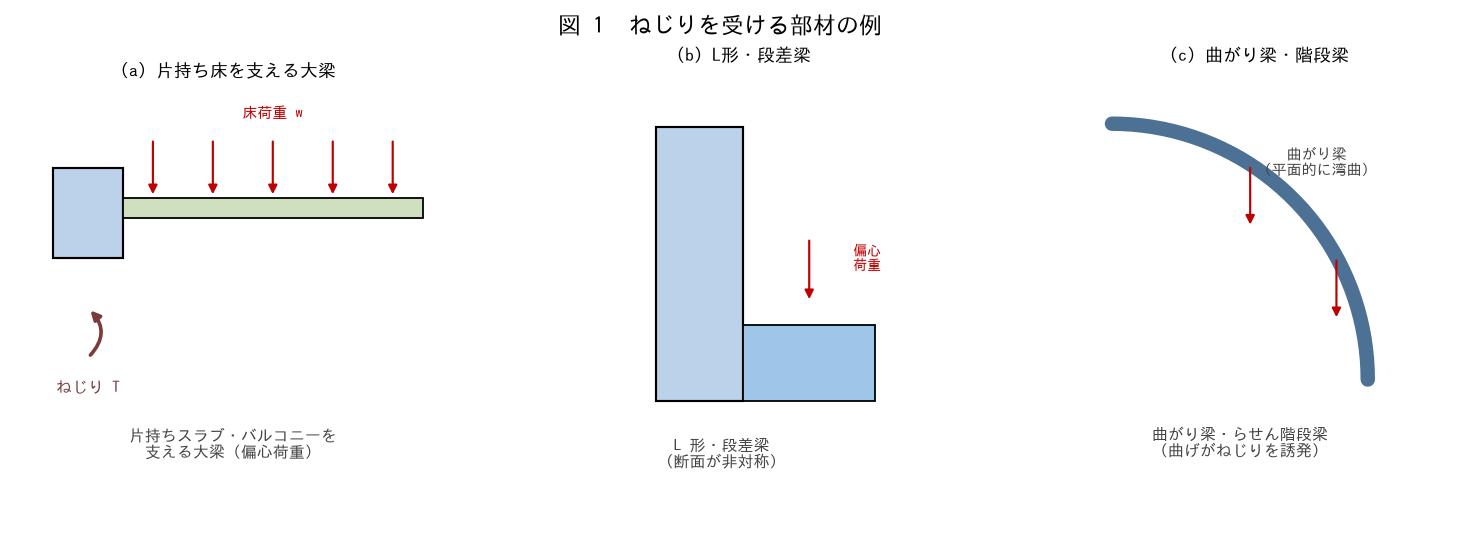 図 1 ねじりを受ける部材の例
(a) 片持ち床を支える大梁
床荷重 w
ねじり T
片持ちスラブ・バルコニーを
支える大梁（偏心荷重）
(b) L形・段差梁
偏心
荷重
L 形・段差梁
（断面が非対称）
(c) 曲がり梁・階段梁
曲がり梁
（平面的に湾曲）
曲がり梁・らせん階段梁
（曲げがねじりを誘発）